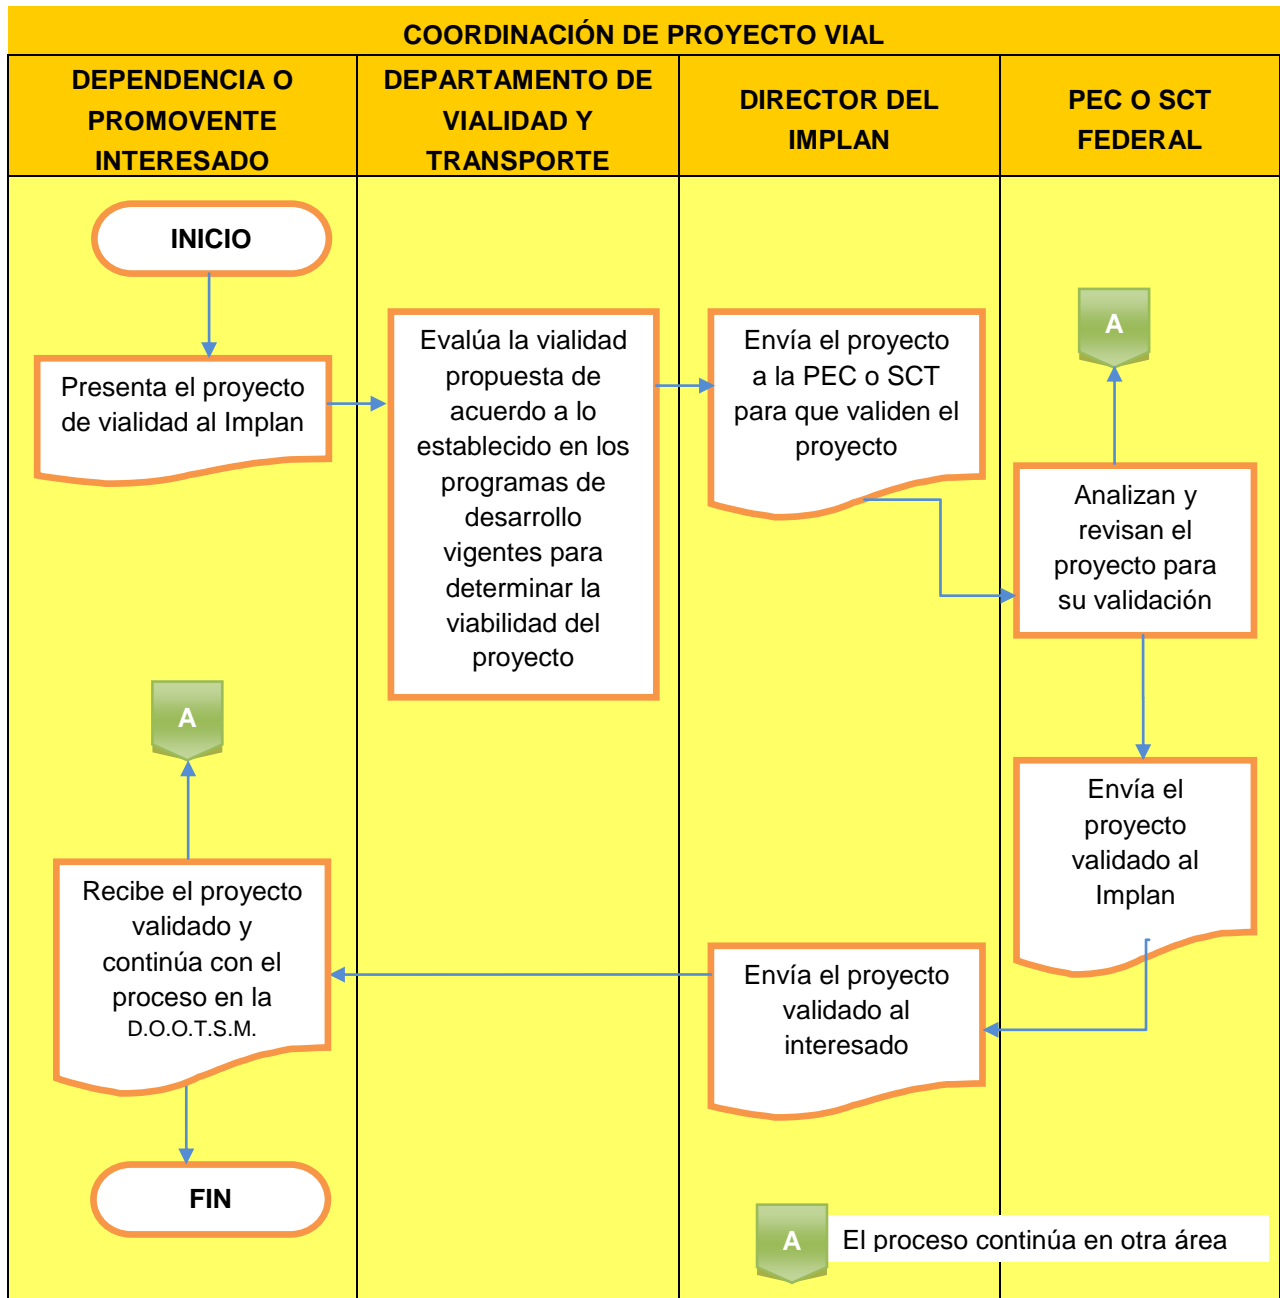 COORDINACIÓN DE PROYECTO VIAL
DEPENDENCIA O
PROMOVENTE
INTERESADO
DEPARTAMENTO DE
VIALIDAD Y
TRANSPORTE
DIRECTOR DEL
IMPLAN
PEC O SCT
FEDERAL
INICIO
Presenta el proyecto
de vialidad al Implan
Evalúa la vialidad
propuesta de
acuerdo a lo
establecido en los
programas de
desarrollo
vigentes para
determinar la
viabilidad del
proyecto
Envía el proyecto
a la PEC o SCT
para que validen el
proyecto
A
Analizan y
revisan el
proyecto para
su validación
Envía el
proyecto
validado al
Implan
Envía el proyecto
validado al
interesado
A
Recibe el proyecto
validado y
continúa con el
proceso en la
D.O.O.T.S.M.
FIN
A
El proceso continúa en otra área